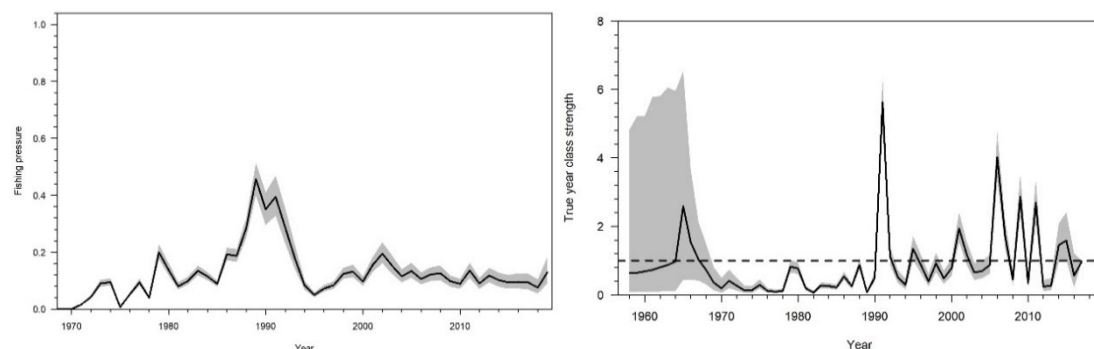 Fishing pressure
1.0
0.8
0.6
0.4
0.2
0.0
1970 1980 1990 2000 2010
Year
True year class strength
8
6
4
2
0
1960 1970 1980 1990 2000 2010
Year